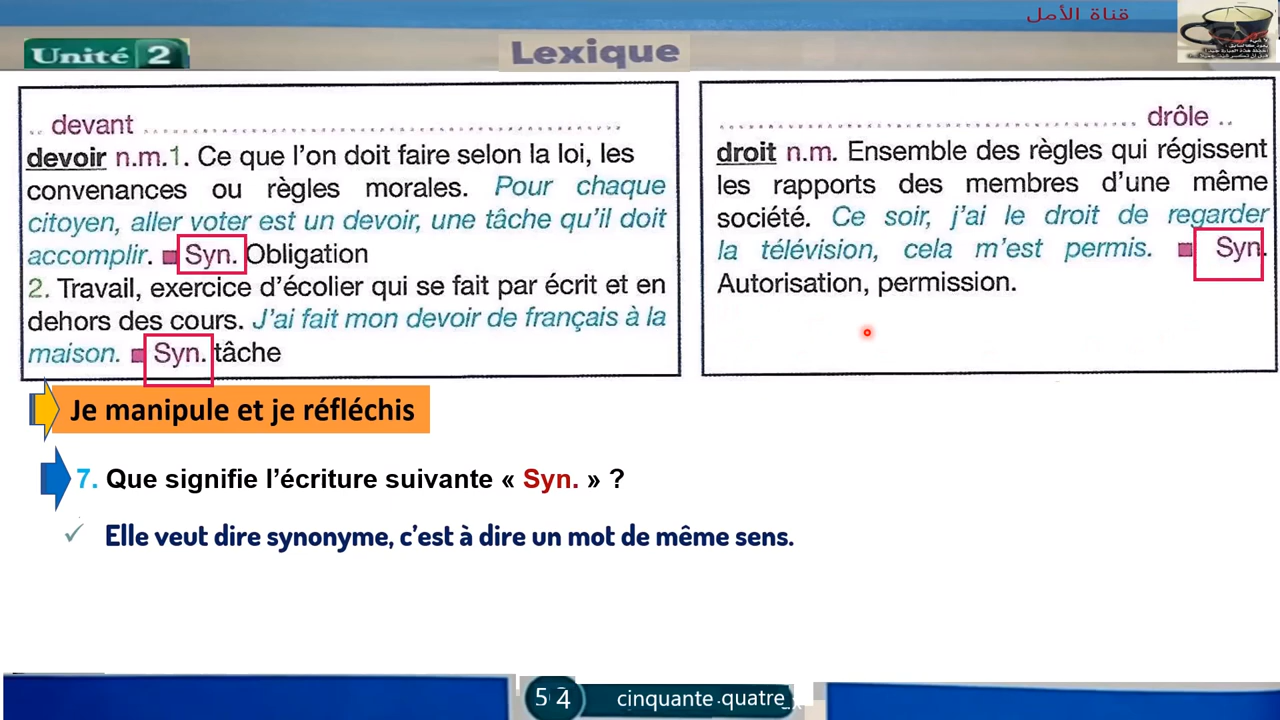 قناة الأمل
Unité 2
Lexique
.. devant ..........
devoir n.m.1. Ce que l'on doit faire selon la loi, les
convenances ou règles morales. Pour chaque
citoyen, aller voter est un devoir, une tâche qu'il doit
accomplir. ■ Syn. Obligation
2. Travail, exercice d'écolier qui se fait par écrit et en
dehors des cours. J'ai fait mon devoir de français à la
maison. ■ Syn. tâche
.......... drôle ..
droit n.m. Ensemble des règles qui régissent
les rapports des membres d'une même
société. Ce soir, j'ai le droit de regarder
la télévision, cela m'est permis. ■ Syn.
Autorisation, permission.
Je manipule et je réfléchis
7. Que signifie l'écriture suivante « Syn. » ?
✓ Elle veut dire synonyme, c'est à dire un mot de même sens.
54 cinquante quatre